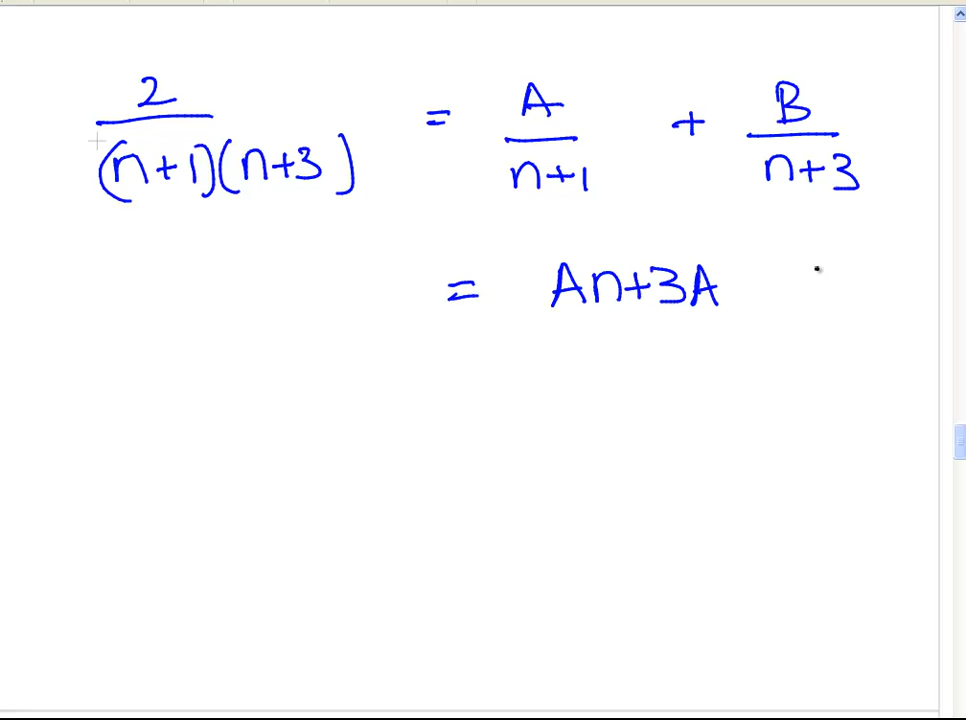 2/((n+1)(n+3)) = A/(n+1) + B/(n+3)
= An+3A